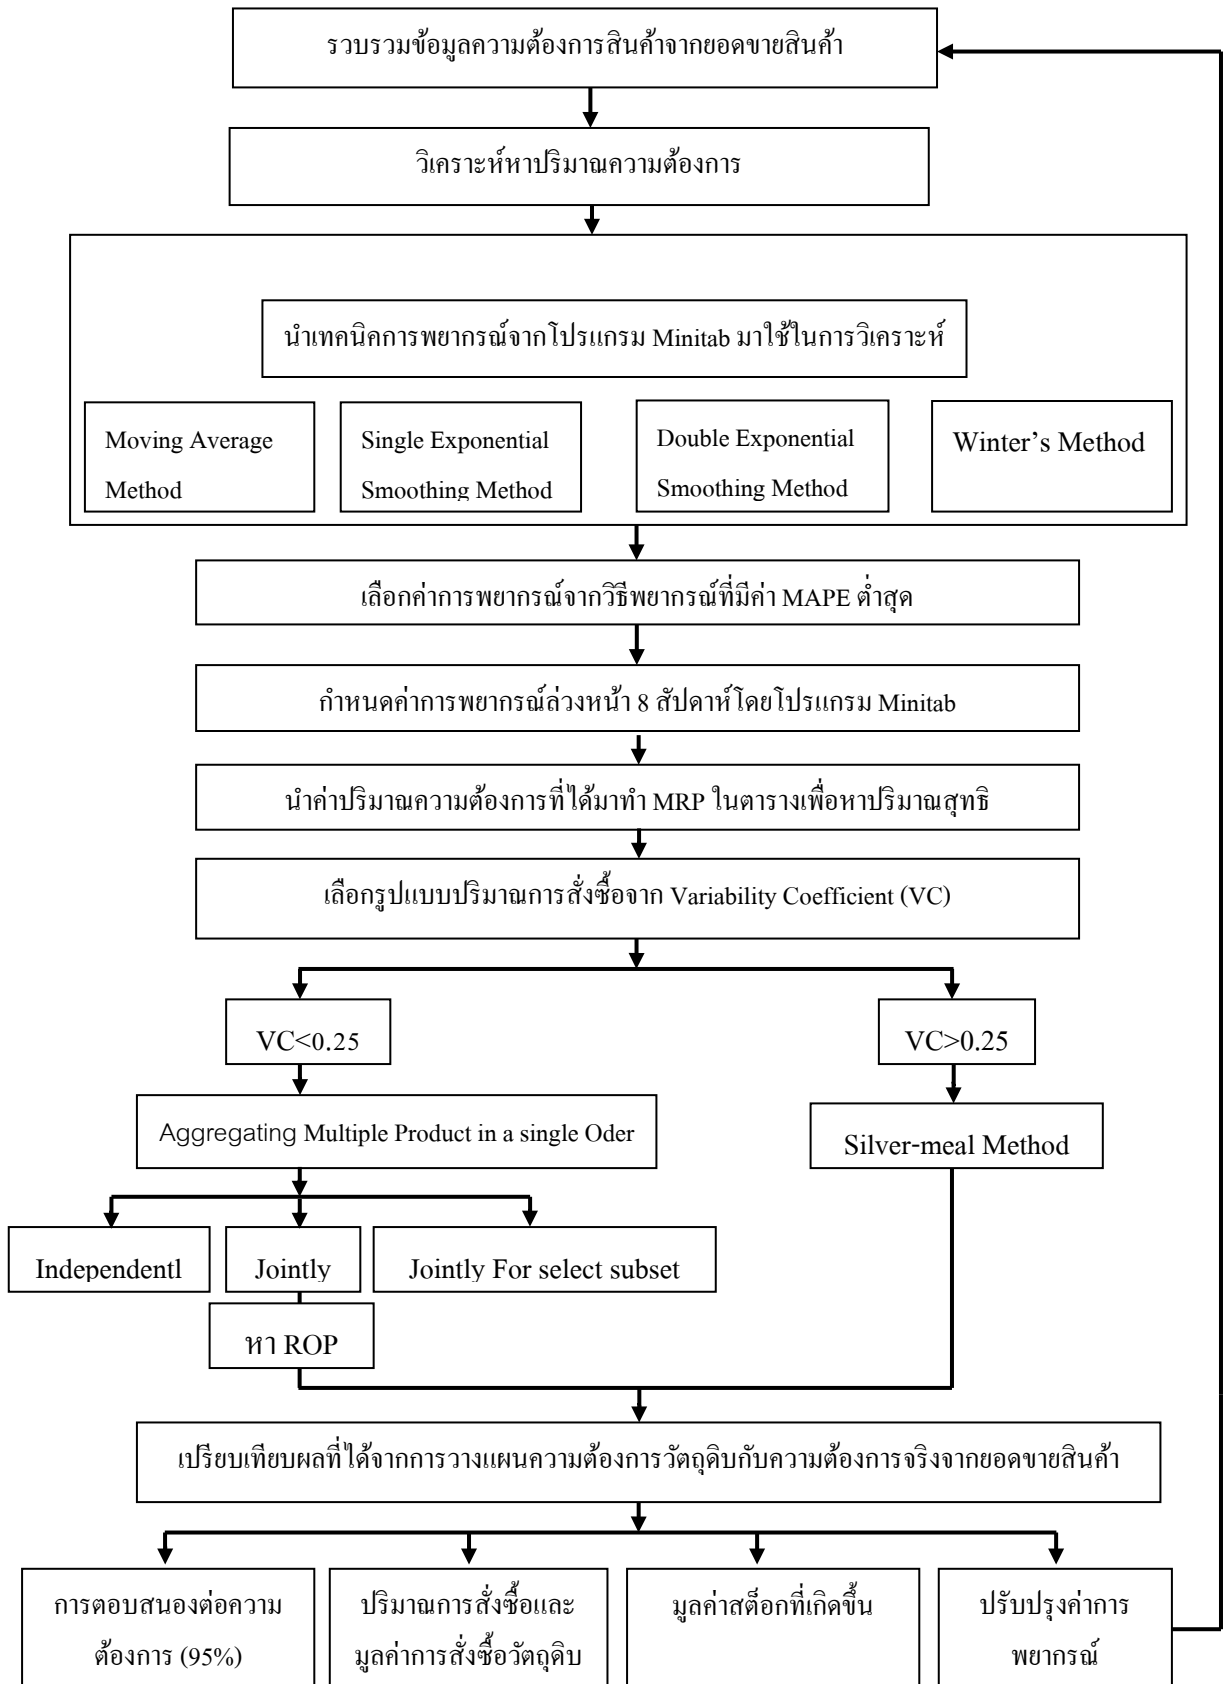 รวบรวมข้อมูลความต้องการสินค้าจากยอดขายสินค้า
วิเคราะห์หาปริมาณความต้องการ
นำเทคนิคการพยากรณ์จากโปรแกรม Minitab มาใช้ในการวิเคราะห์
Moving Average
Method
Single Exponential
Smoothing Method
Double Exponential
Smoothing Method
Winter's Method
เลือกค่าการพยากรณ์จากวิธีพยากรณ์ที่มีค่า MAPE ต่ำสุด
กำหนดค่าการพยากรณ์ล่วงหน้า 8 สัปดาห์โดยโปรแกรม Minitab
นำค่าปริมาณความต้องการที่ได้มาทำ MRP ในตารางเพื่อหาปริมาณสุทธิ
เลือกรูปแบบปริมาณการสั่งซื้อจาก Variability Coefficient (VC)
VC<0.25
VC>0.25
Aggregating Multiple Product in a single Oder
Silver-meal Method
Independentl
Jointly
Jointly For select subset
หา ROP
เปรียบเทียบผลที่ได้จากการวางแผนความต้องการวัตถุดิบกับความต้องการจริงจากยอดขายสินค้า
การตอบสนองต่อความ
ต้องการ (95%)
ปริมาณการสั่งซื้อและ
มูลค่าการสั่งซื้อวัตถุดิบ
มูลค่าสต็อกที่เกิดขึ้น
ปรับปรุงค่าการ
พยากรณ์